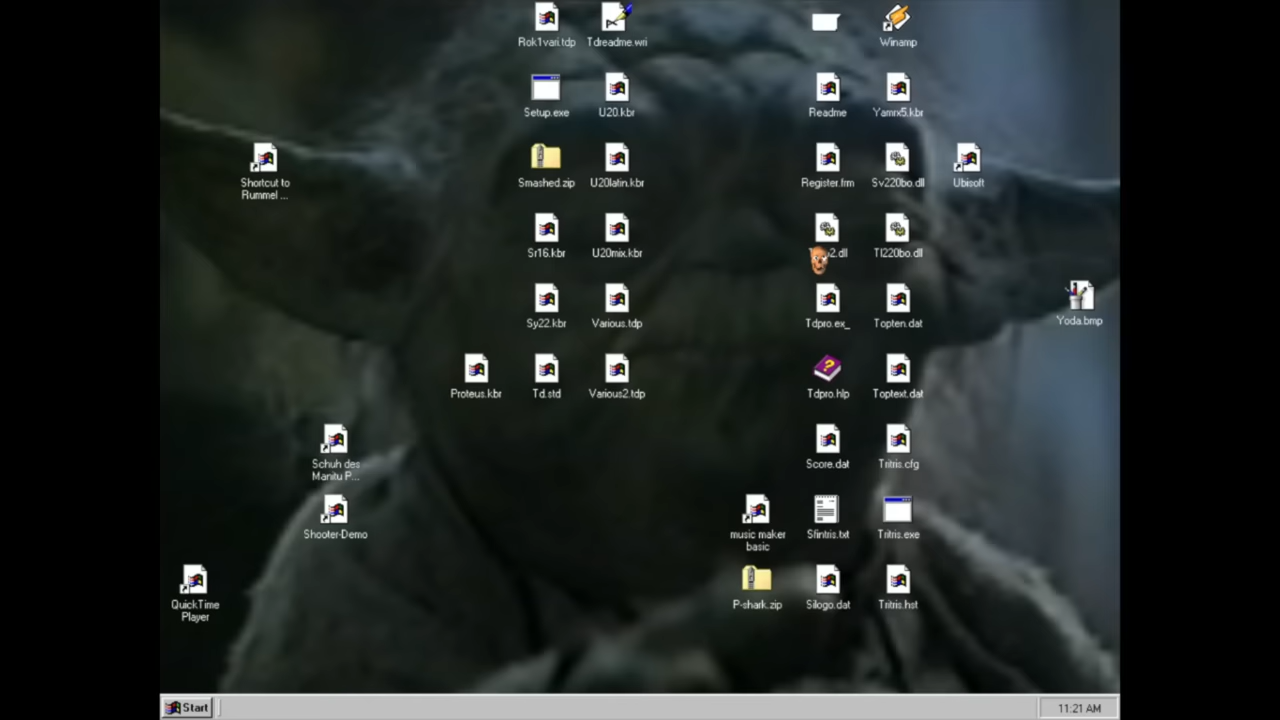 Rok1vari.tdp
Tdreadme.wri
Winamp
Setup.exe
U20.kbr
Readme
Yamrx5.kbr
Shortcut to
Rummel ...
Smashed.zip
U20latin.kbr
Register.frm
Sv220bo.dll
Ubisoft
Sr16.kbr
U20mix.kbr
2.dll
Tl220bo.dll
Sy22.kbr
Various.tdp
Tdpro.ex_
Topten.dat
Yoda.bmp
Proteus.kbr
Td.std
Various2.tdp
Tdpro.hlp
Toptext.dat
Schuh des
Manitu P...
Score.dat
Tritris.cfg
Shooter-Demo
music maker
basic
Sfintris.txt
Tritris.exe
QuickTime
Player
P-shark.zip
Silogo.dat
Tritris.hst
Start
11:21 AM